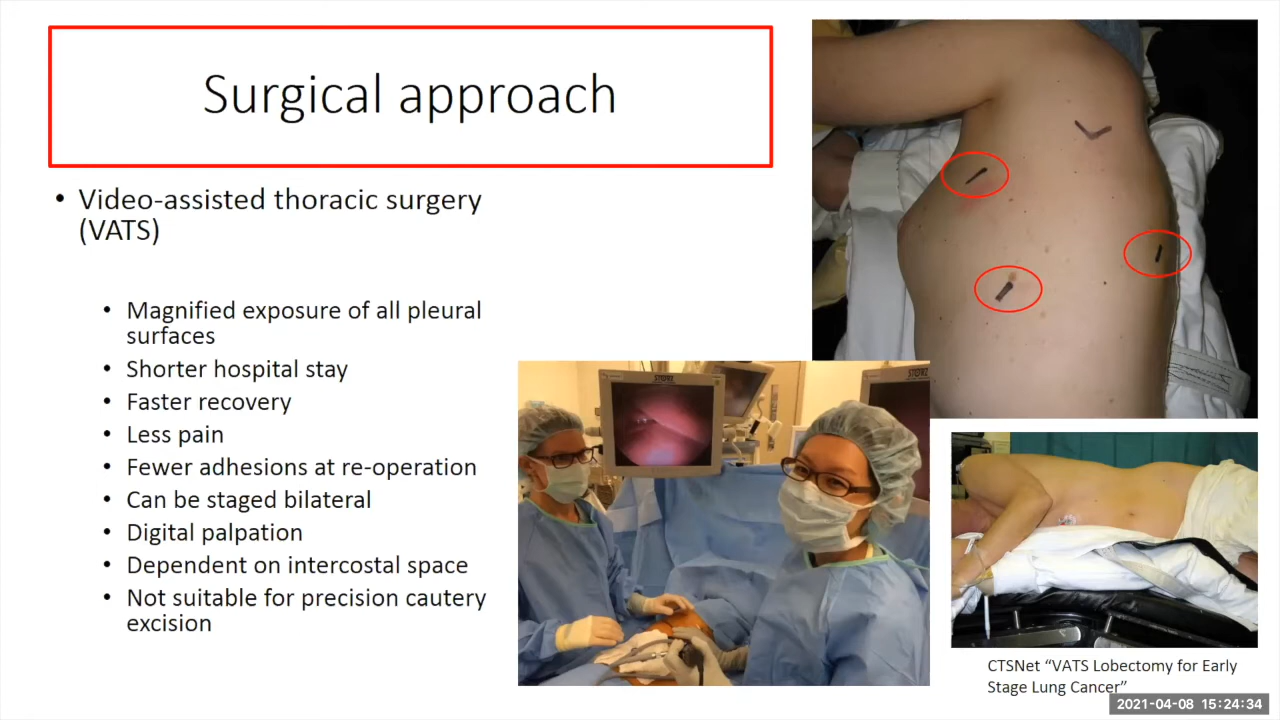 Surgical approach
• Video-assisted thoracic surgery
(VATS)
• Magnified exposure of all pleural
surfaces
• Shorter hospital stay
• Faster recovery
• Less pain
• Fewer adhesions at re-operation
• Can be staged bilateral
• Digital palpation
• Dependent on intercostal space
• Not suitable for precision cautery
excision
STORZ
CTSNet “VATS Lobectomy for Early
Stage Lung Cancer”
2021-04-08 15:24:34